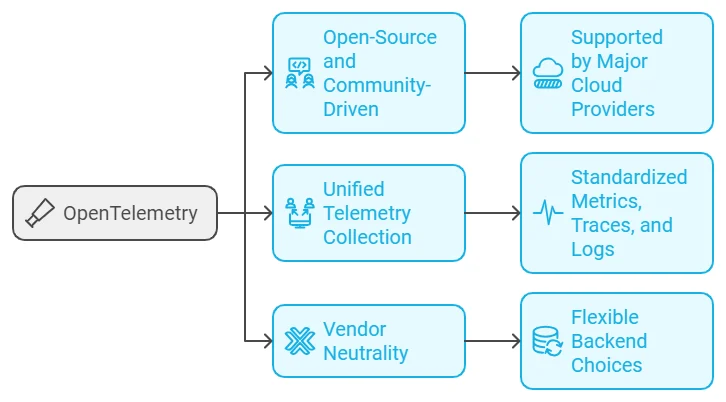 OpenTelemetry
Open-Source
and
Community-
Driven
Supported
by Major
Cloud
Providers
Unified
Telemetry
Collection
Standardized
Metrics,
Traces, and
Logs
Vendor
Neutrality
Flexible
Backend
Choices